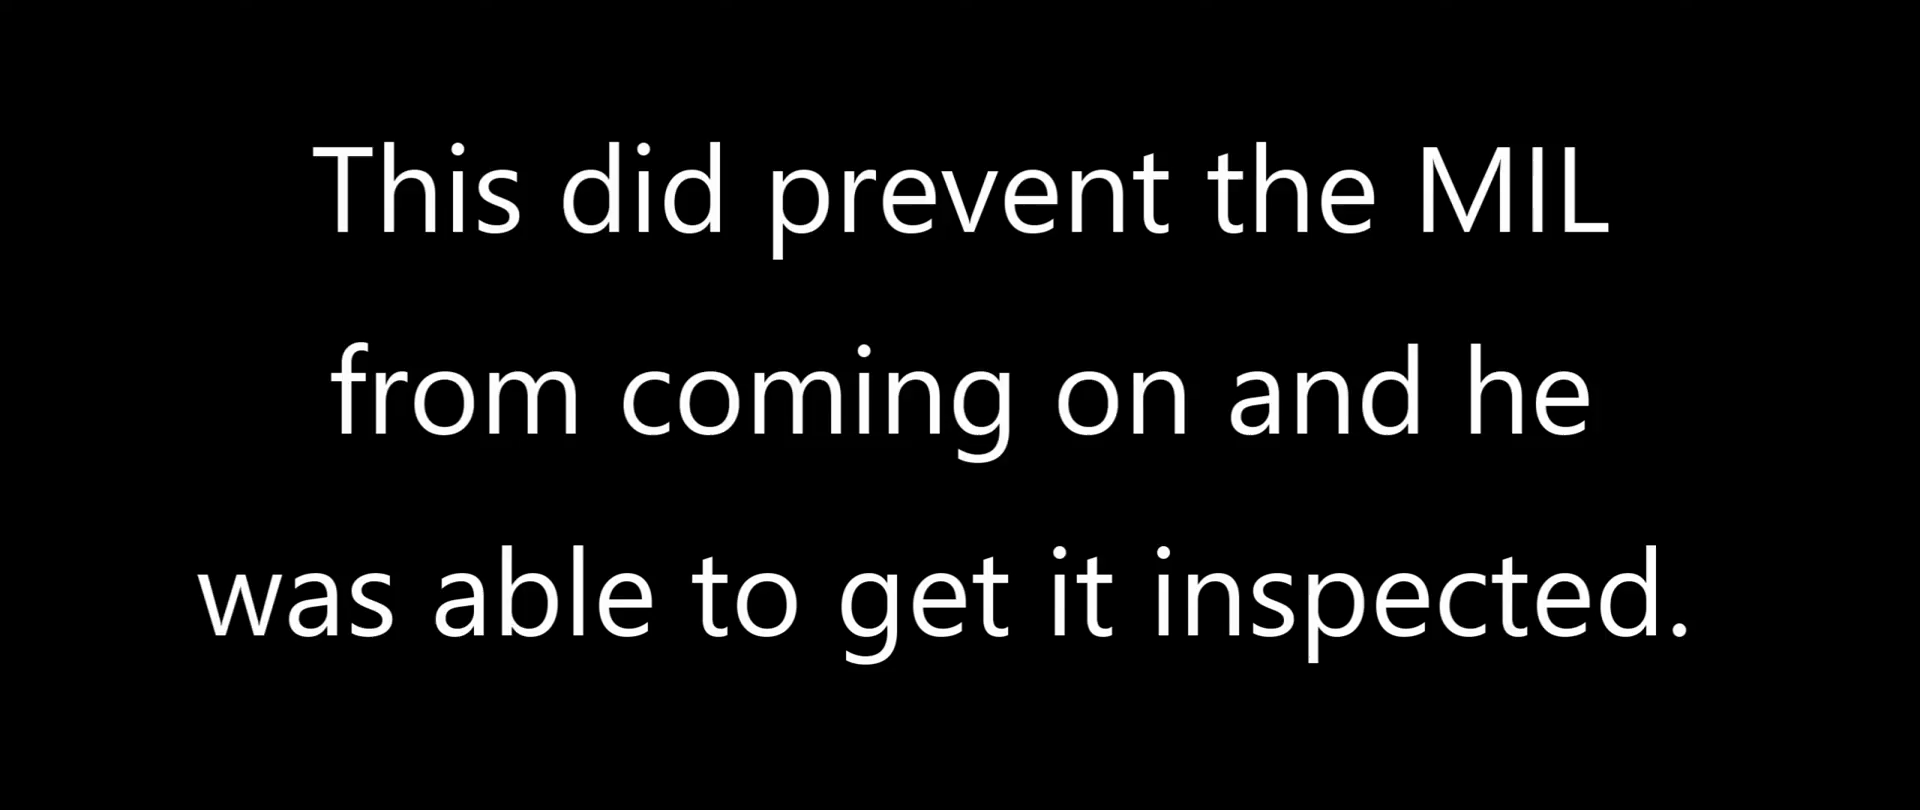 This did prevent the MIL
from coming on and he
was able to get it inspected.